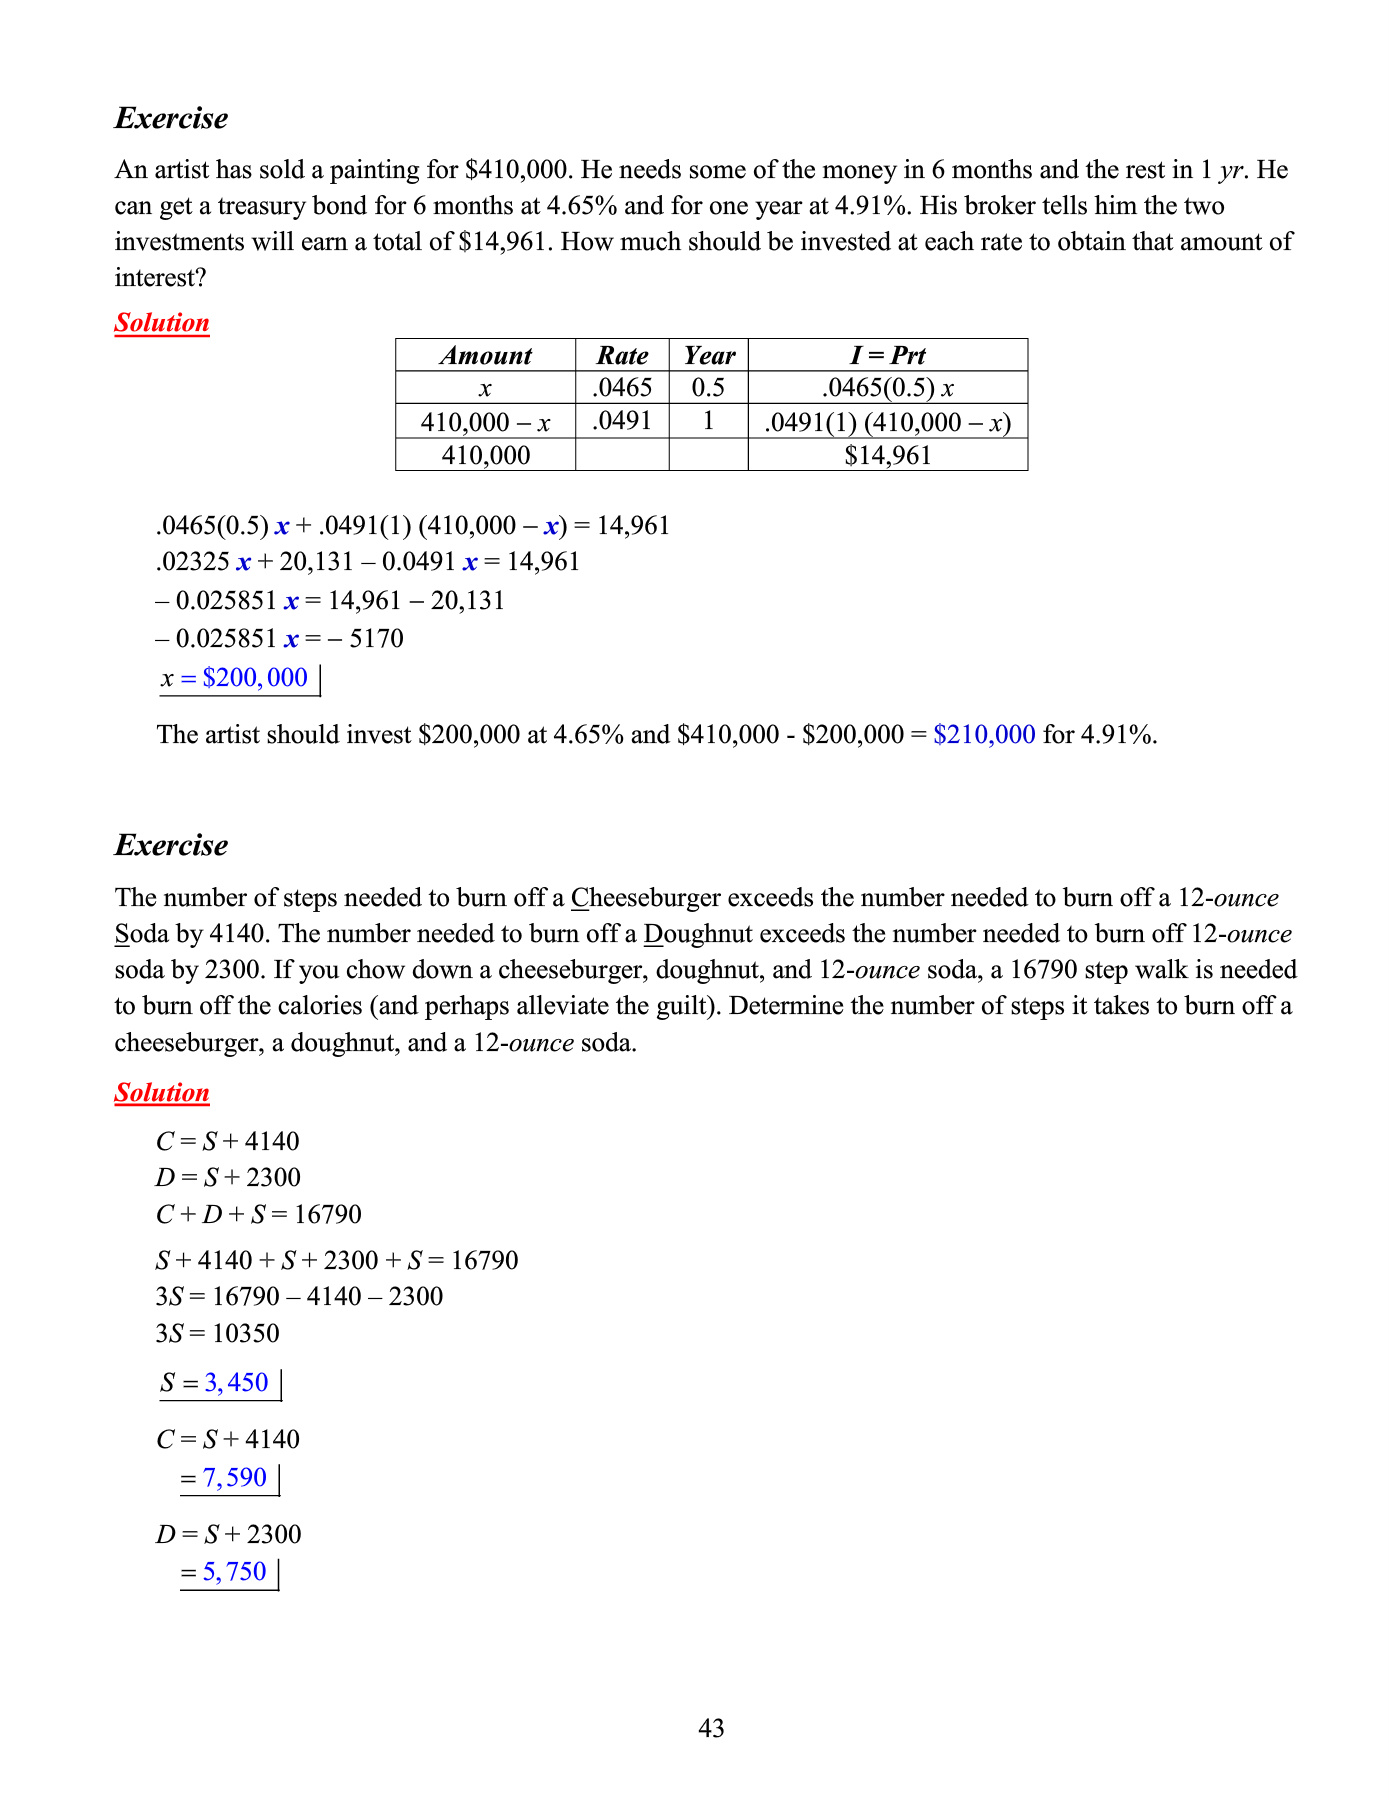 Exercise
An artist has sold a painting for $410,000. He needs some of the money in 6 months and the rest in 1 yr. He
can get a treasury bond for 6 months at 4.65% and for one year at 4.91%. His broker tells him the two
investments will earn a total of $14,961. How much should be invested at each rate to obtain that amount of
interest?
Solution
Amount Rate Year I = Prt
x .0465 0.5 .0465(0.5) x
410,000 – x .0491 1 .0491(1) (410,000 – x)
410,000 $14,961
.0465(0.5) x + .0491(1) (410,000 – x) = 14,961
.02325 x + 20,131 – 0.0491 x = 14,961
– 0.025851 x = 14,961 – 20,131
– 0.025851 x = – 5170
x = $200,000
The artist should invest $200,000 at 4.65% and $410,000 - $200,000 = $210,000 for 4.91%.
Exercise
The number of steps needed to burn off a Cheeseburger exceeds the number needed to burn off a 12-ounce
Soda by 4140. The number needed to burn off a Doughnut exceeds the number needed to burn off 12-ounce
soda by 2300. If you chow down a cheeseburger, doughnut, and 12-ounce soda, a 16790 step walk is needed
to burn off the calories (and perhaps alleviate the guilt). Determine the number of steps it takes to burn off a
cheeseburger, a doughnut, and a 12-ounce soda.
Solution
C = S + 4140
D = S + 2300
C + D + S = 16790
S + 4140 + S + 2300 + S = 16790
3S = 16790 – 4140 – 2300
3S = 10350
S = 3,450
C = S + 4140
= 7,590
D = S + 2300
= 5,750
43